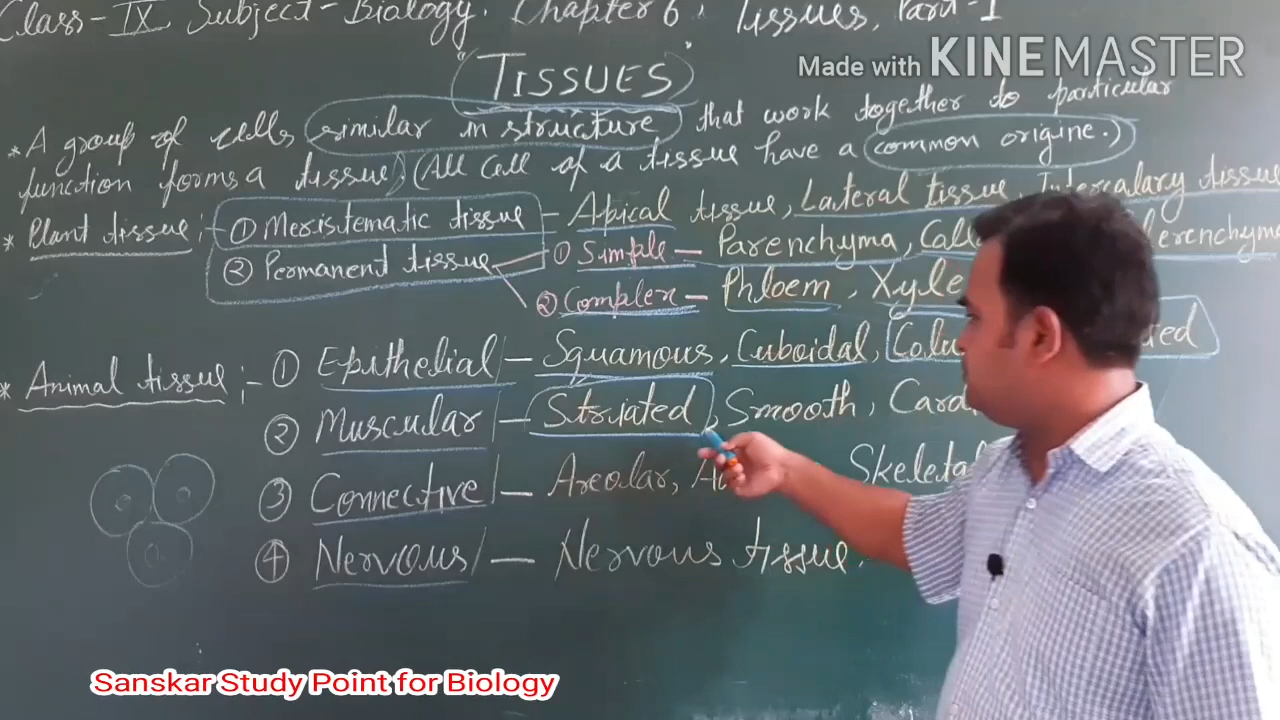 Class-IX Subject-Biology. Chapter 6, Tissues, Part-I
Made with KINEMASTER
"TISSUES"
* A group of cells similar in structure that work together to do particular
function forms a tissue (All cell of a tissue have a common origine.)
* Plant tissue :- ① Meristematic tissue - Apical tissue, Lateral tissue, Intercalary tissue
② Permanent tissue ① Simple - Parenchyma, Coll lerenchyma
② Complex - Phloem, Xyle
* Animal tissue :- ① Epithelial - Squamous, Cuboidal, Colu ed
② Muscular - Striated, Smooth, Card
③ Connective - Areolar, Skeletal
④ Nervous - Nervous tissue.
Sanskar Study Point for Biology